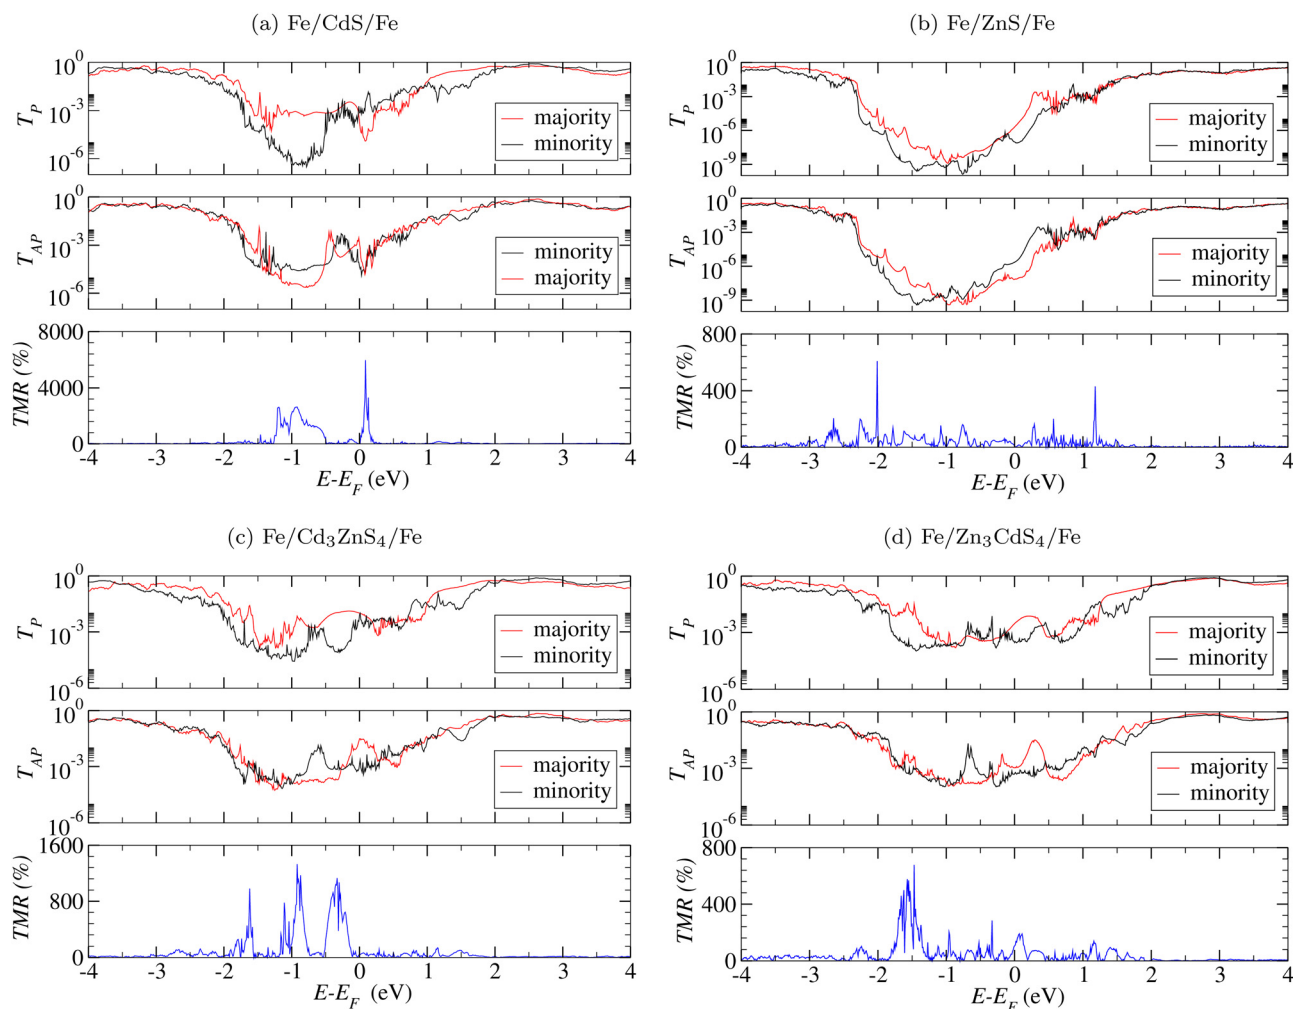 (a) Fe/CdS/Fe
10^0
10^-3
10^-6
T_P
majority
minority
10^0
10^-3
10^-6
T_AP
minority
majority
8000
4000
0
TMR (%)
-4 -3 -2 -1 0 1 2 3 4
E-E_F (eV)
(b) Fe/ZnS/Fe
10^0
10^-3
10^-6
10^-9
T_P
majority
minority
10^0
10^-3
10^-6
10^-9
T_AP
majority
minority
800
400
0
TMR (%)
-4 -3 -2 -1 0 1 2 3 4
E-E_F (eV)
(c) Fe/Cd₃ZnS₄/Fe
10^0
10^-3
10^-6
T_P
majority
minority
10^0
10^-3
10^-6
T_AP
majority
minority
1600
800
0
TMR (%)
-4 -3 -2 -1 0 1 2 3 4
E-E_F (eV)
(d) Fe/Zn₃CdS₄/Fe
10^0
10^-3
10^-6
T_P
majority
minority
10^0
10^-3
10^-6
T_AP
majority
minority
800
400
0
TMR (%)
-4 -3 -2 -1 0 1 2 3 4
E-E_F (eV)